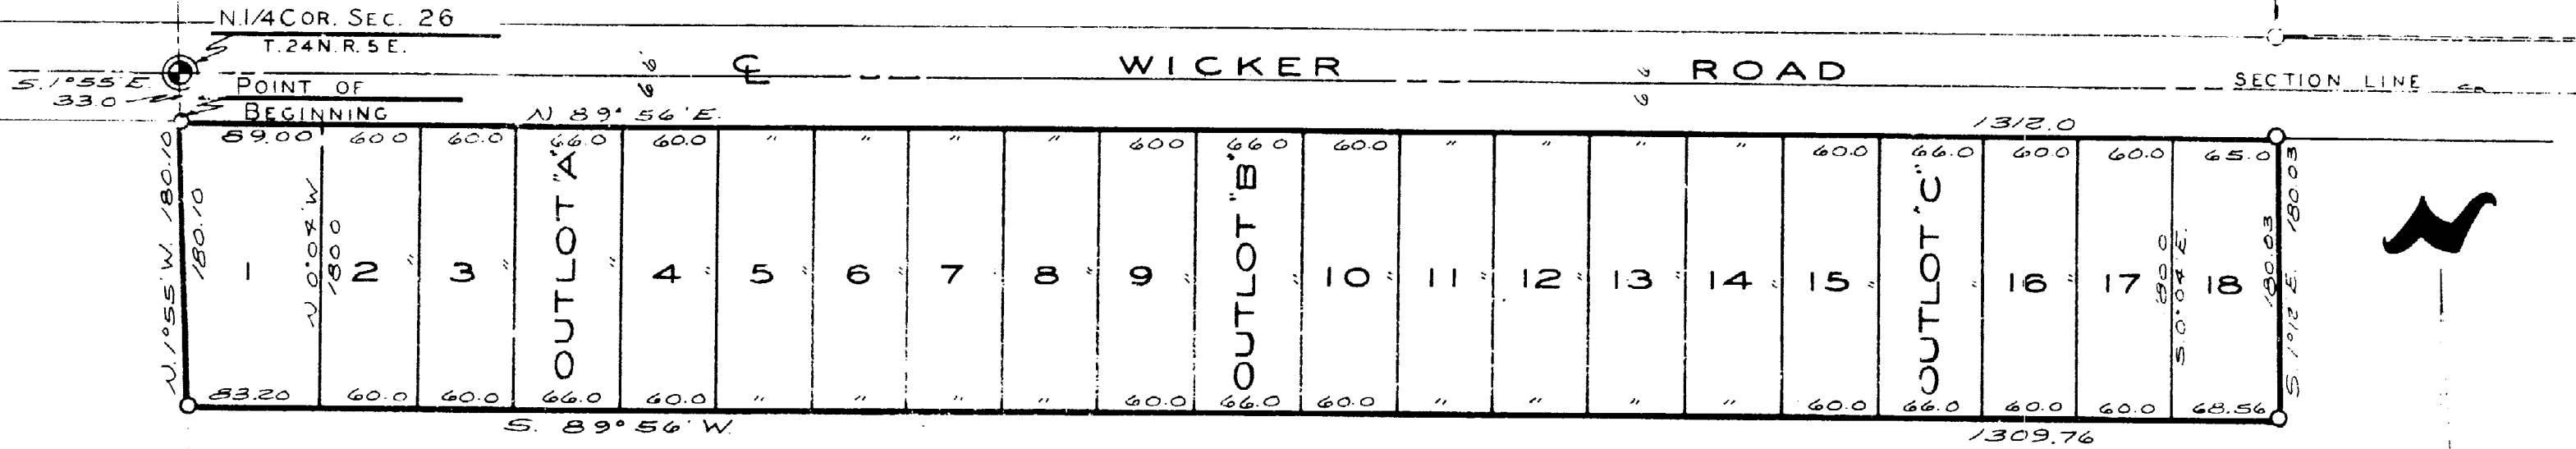 N.1/4 COR. SEC. 26
T. 24 N. R. 5 E.
S. 1°55' E.
33.0
POINT OF
BEGINNING
℄ WICKER ROAD
66
66
SECTION LINE
N 89° 56' E.
1312.0
89.00 60 0 60.0 66.0 60.0 " " " " 60 0 66 0 60.0 " " " " 60.0 66.0 60.0 60.0 65.0
N. 1°55' W. 180.10
180.10
N 0°04' W
180 0
1 2 " 3 " OUTLOT "A" " 4 " 5 " 6 " 7 " 8 " 9 " OUTLOT "B" " 10 " 11 " 12 " 13 " 14 " 15 " OUTLOT "C" " 16 " 17 18
180.0
S. 0°04' E.
180.03
S. 1°12' E. 180.03
N
83.20 60.0 60.0 66.0 60.0 " " " " 60.0 66.0 60.0 " " " " 60.0 66.0 60.0 60.0 68.56
S. 89° 56' W.
1309.76